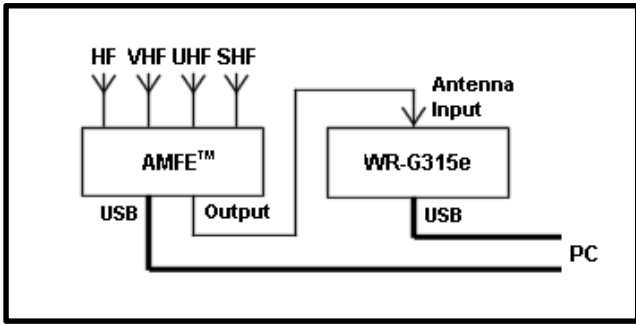 HF VHF UHF SHF
Antenna
Input
AMFE™
WR-G315e
USB
Output
USB
PC